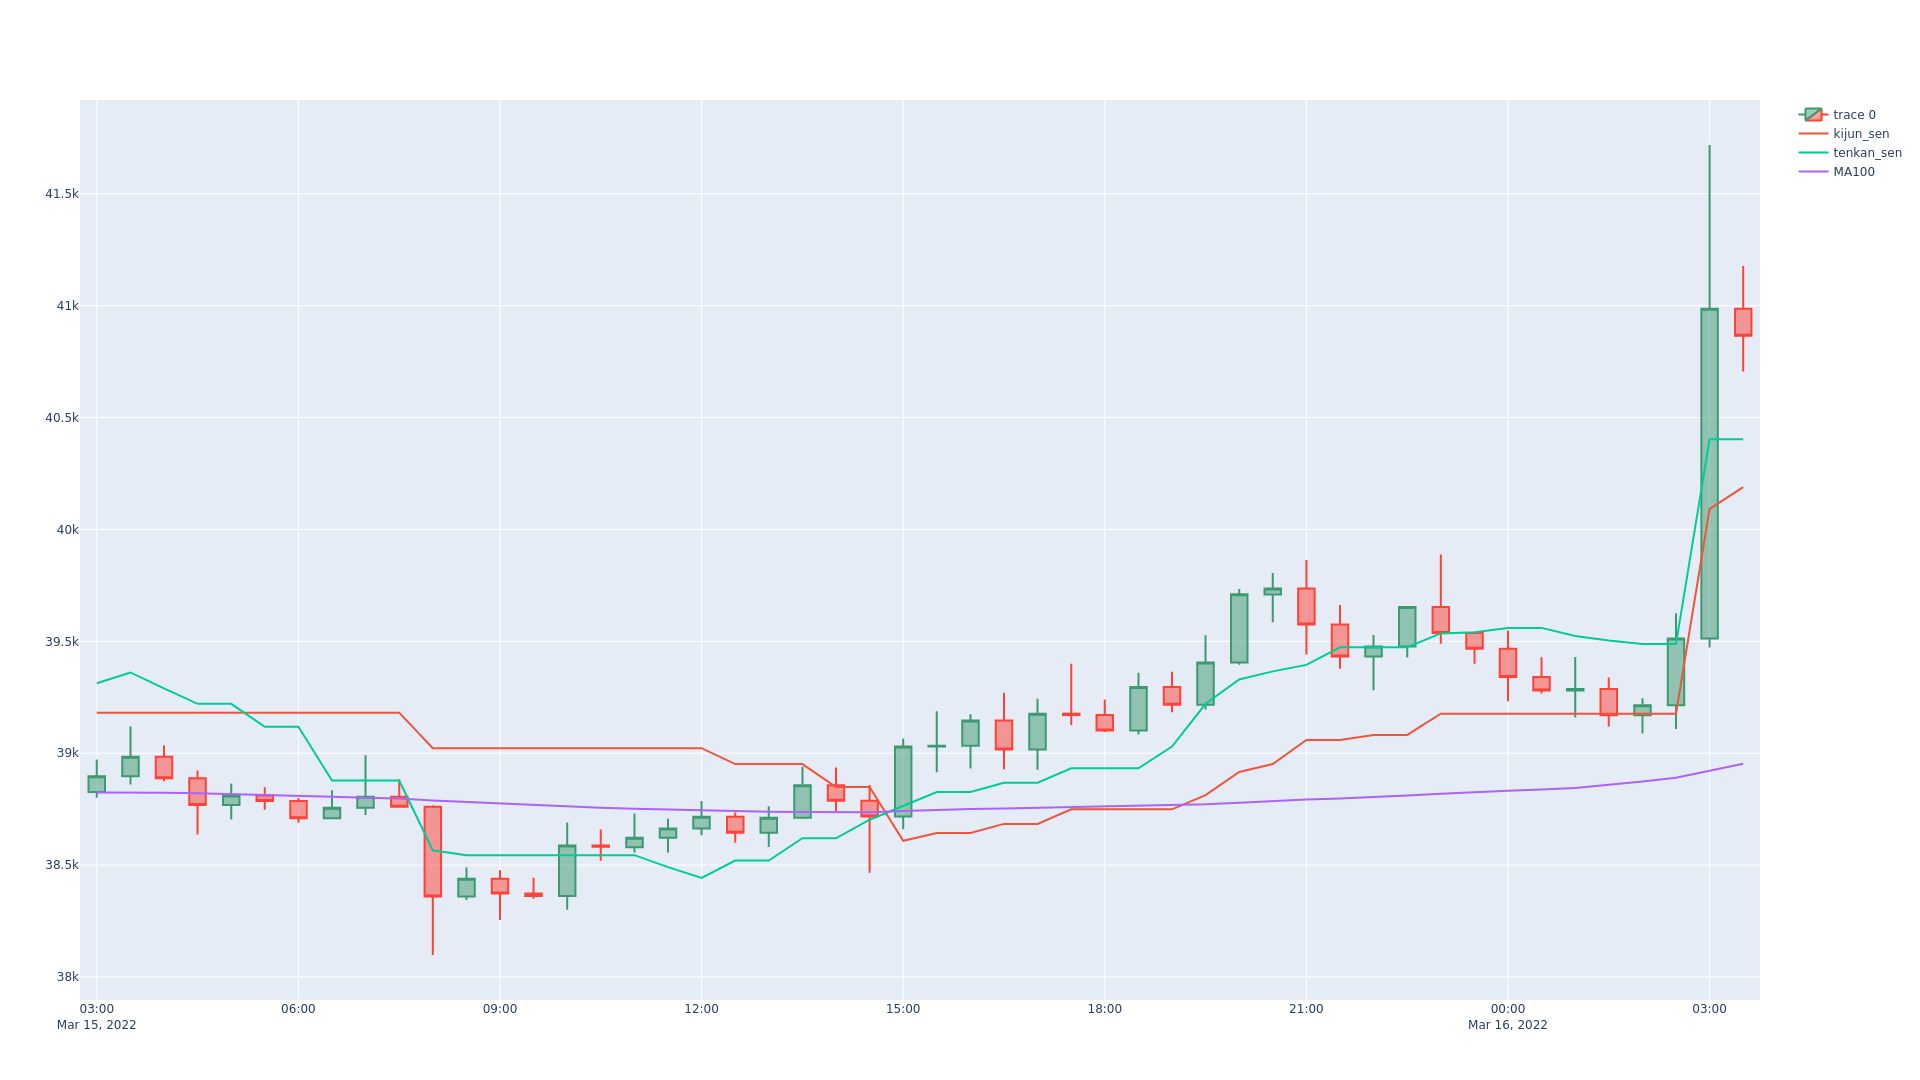 trace 0
kijun_sen
tenkan_sen
MA100
41.5k
41k
40.5k
40k
39.5k
39k
38.5k
38k
03:00 06:00 09:00 12:00 15:00 18:00 21:00 00:00 03:00
Mar 15, 2022 Mar 16, 2022